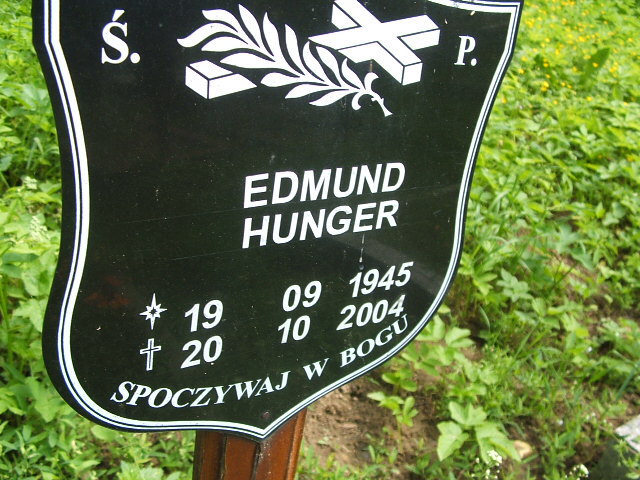 Ś. P.
EDMUND
HUNGER
19 09 1945
20 10 2004
SPOCZYWAJ W BOGU